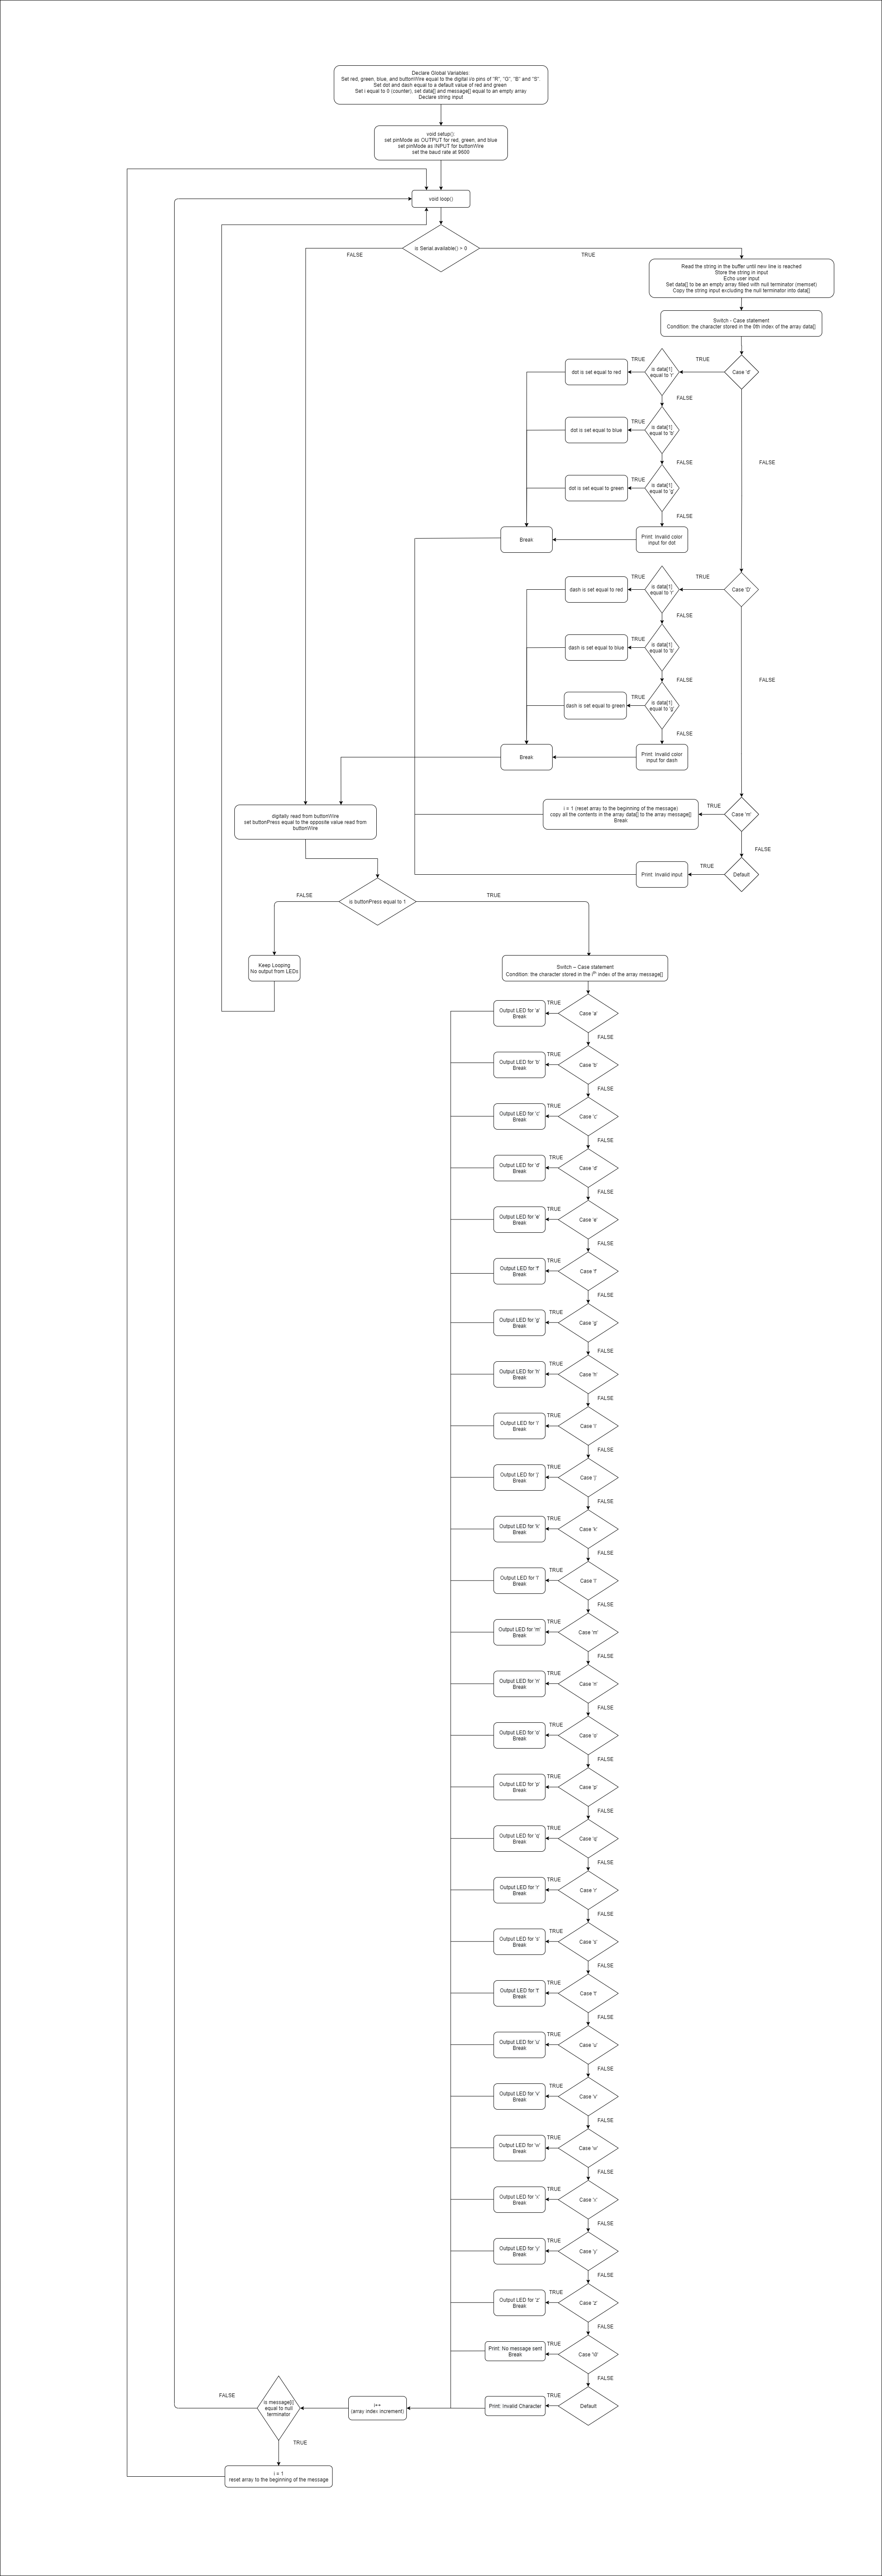 Declare Global Variables:
Set red, green, blue, and buttonWire equal to the digital i/o pins of "R", "G", "B" and "S".
Set dot and dash equal to a default value of red and green
Set i equal to 0 (counter), set data[] and message[] equal to an empty array
Declare string input
void setup()
set pinMode as OUTPUT for red, green, and blue
set pinMode as INPUT for buttonWire
set the baud rate at 9600
void loop()
is Serial.available() > 0
FALSE
TRUE
Read the string in the buffer until new line is reached
Store the string in input
Echo user input
Set data[] to be an empty array filled with null terminator (memset)
Copy the string input excluding the null terminator into data[]
Switch - Case statement
Condition: the character stored in the 0th index of the array data[]
Case 'd'
TRUE
is data[1]
equal to 'r'
TRUE
dot is set equal to red
FALSE
is data[1]
equal to 'b'
TRUE
dot is set equal to blue
FALSE
FALSE
is data[1]
equal to 'g'
TRUE
dot is set equal to green
FALSE
Print: Invalid color
input for dot
Break
Case 'D'
TRUE
is data[1]
equal to 'r'
TRUE
dash is set equal to red
FALSE
is data[1]
equal to 'b'
TRUE
dash is set equal to blue
FALSE
FALSE
is data[1]
equal to 'g'
TRUE
dash is set equal to green
FALSE
Print: Invalid color
input for dash
Break
Case 'm'
TRUE
i = 1 (reset array to the beginning of the message)
copy all the contents in the array data[] to the array message[]
Break
FALSE
Default
TRUE
Print: Invalid input
digitally read from buttonWire
set buttonPress equal to the opposite value read from
buttonWire
is buttonPress equal to 1
FALSE
TRUE
Keep Looping
No output from LEDs
Switch – Case statement
Condition: the character stored in the iᵗʰ index of the array message[]
Case 'a'
TRUE
Output LED for 'a'
Break
FALSE
Case 'b'
TRUE
Output LED for 'b'
Break
FALSE
Case 'c'
TRUE
Output LED for 'c'
Break
FALSE
Case 'd'
TRUE
Output LED for 'd'
Break
FALSE
Case 'e'
TRUE
Output LED for 'e'
Break
FALSE
Case 'f'
TRUE
Output LED for 'f'
Break
FALSE
Case 'g'
TRUE
Output LED for 'g'
Break
FALSE
Case 'h'
TRUE
Output LED for 'h'
Break
FALSE
Case 'i'
TRUE
Output LED for 'i'
Break
FALSE
Case 'j'
TRUE
Output LED for 'j'
Break
FALSE
Case 'k'
TRUE
Output LED for 'k'
Break
FALSE
Case 'l'
TRUE
Output LED for 'l'
Break
FALSE
Case 'm'
TRUE
Output LED for 'm'
Break
FALSE
Case 'n'
TRUE
Output LED for 'n'
Break
FALSE
Case 'o'
TRUE
Output LED for 'o'
Break
FALSE
Case 'p'
TRUE
Output LED for 'p'
Break
FALSE
Case 'q'
TRUE
Output LED for 'q'
Break
FALSE
Case 'r'
TRUE
Output LED for 'r'
Break
FALSE
Case 's'
TRUE
Output LED for 's'
Break
FALSE
Case 't'
TRUE
Output LED for 't'
Break
FALSE
Case 'u'
TRUE
Output LED for 'u'
Break
FALSE
Case 'v'
TRUE
Output LED for 'v'
Break
FALSE
Case 'w'
TRUE
Output LED for 'w'
Break
FALSE
Case 'x'
TRUE
Output LED for 'x'
Break
FALSE
Case 'y'
TRUE
Output LED for 'y'
Break
FALSE
Case 'z'
TRUE
Output LED for 'z'
Break
FALSE
Case '\0'
TRUE
Print: No message sent
Break
FALSE
Default
TRUE
Print: Invalid Character
i++
(array index increment)
is message[i]
equal to null
terminator
FALSE
TRUE
i = 1
reset array to the beginning of the message